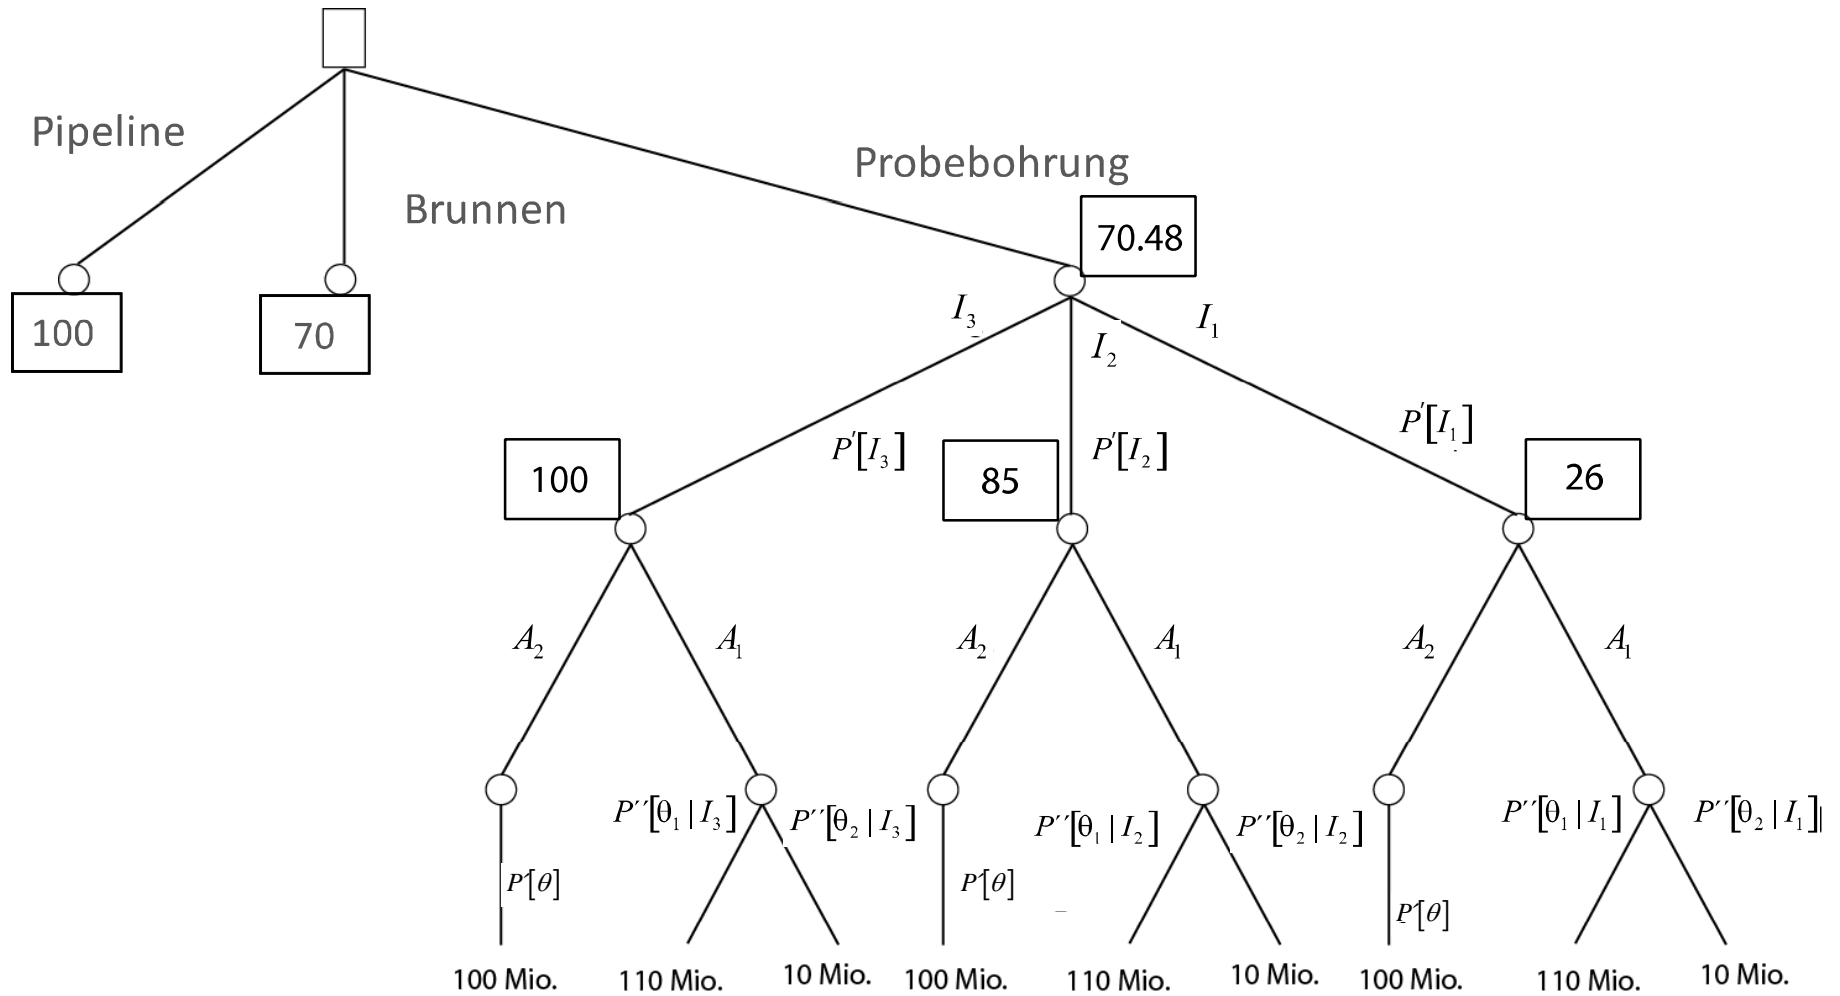 Pipeline
Probebohrung
Brunnen
70.48
100
70
I₃
I₂
I₁
P'[I₃]
P'[I₂]
P'[I₁]
100
85
26
A₂
A₁
A₂
A₁
A₂
A₁
P´´[θ₁ | I₃]
P´´[θ₂ | I₃]
P´´[θ₁ | I₂]
P´´[θ₂ | I₂]
P´´[θ₁ | I₁]
P´´[θ₂ | I₁]
P´[θ]
P´[θ]
P´[θ]
100 Mio.
110 Mio.
10 Mio.
100 Mio.
110 Mio.
10 Mio.
100 Mio.
110 Mio.
10 Mio.